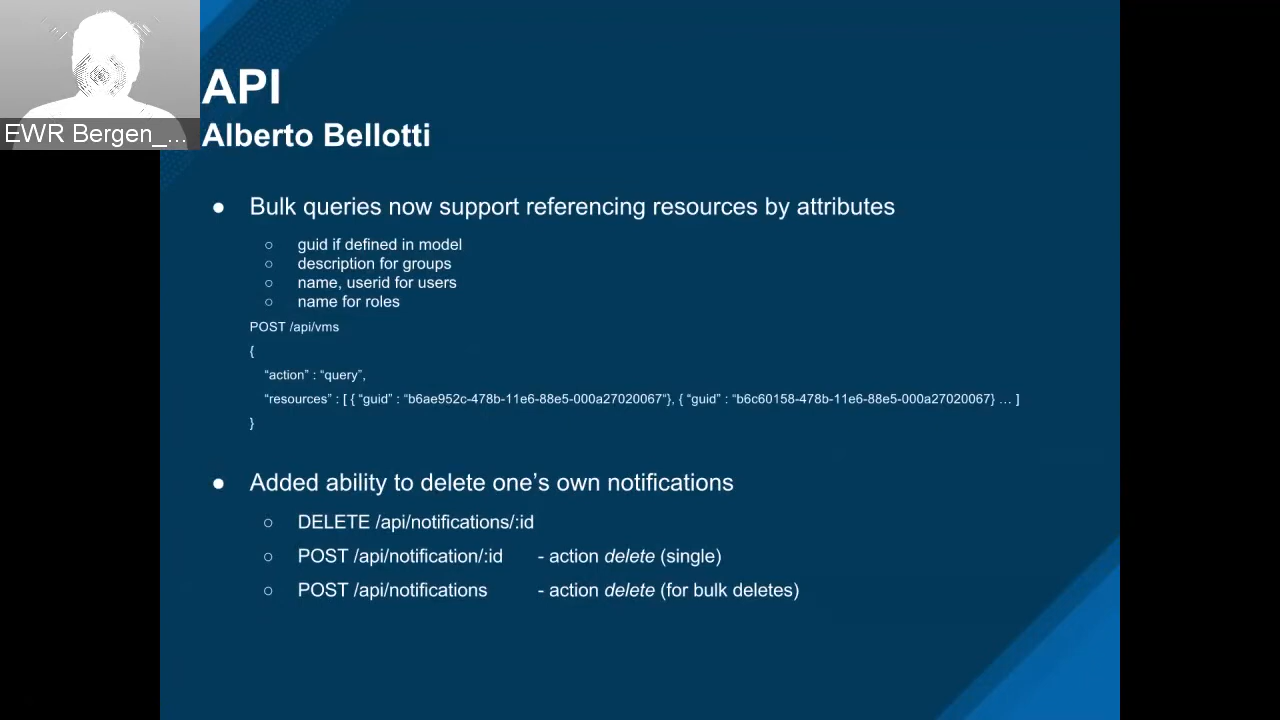 API
EWR Bergen_...
Alberto Bellotti
● Bulk queries now support referencing resources by attributes
○ guid if defined in model
○ description for groups
○ name, userid for users
○ name for roles
POST /api/vms
{
“action” : “query”,
“resources” : [ { “guid” : “b6ae952c-478b-11e6-88e5-000a27020067”}, { “guid” : “b6c60158-478b-11e6-88e5-000a27020067} … ]
}
● Added ability to delete one’s own notifications
○ DELETE /api/notifications/:id
○ POST /api/notification/:id - action delete (single)
○ POST /api/notifications - action delete (for bulk deletes)